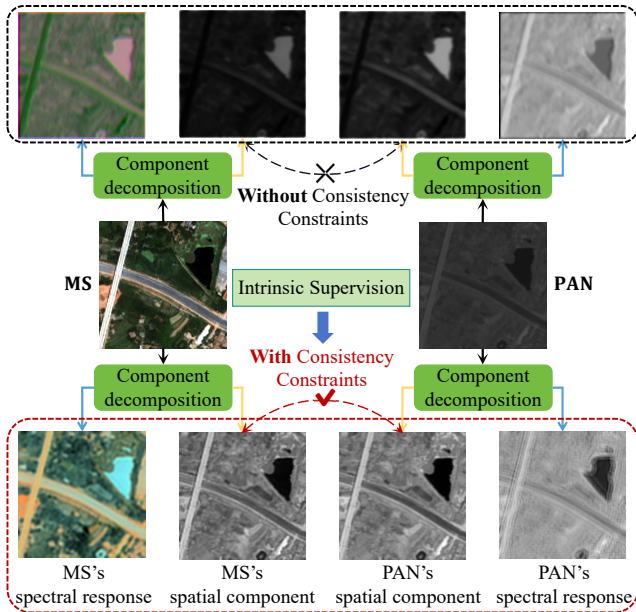 Component
decomposition
Component
decomposition
Without Consistency
Constraints
MS
PAN
Intrinsic Supervision
With Consistency
Constraints
Component
decomposition
Component
decomposition
MS's
spectral response
MS's
spatial component
PAN's
spatial component
PAN's
spectral response